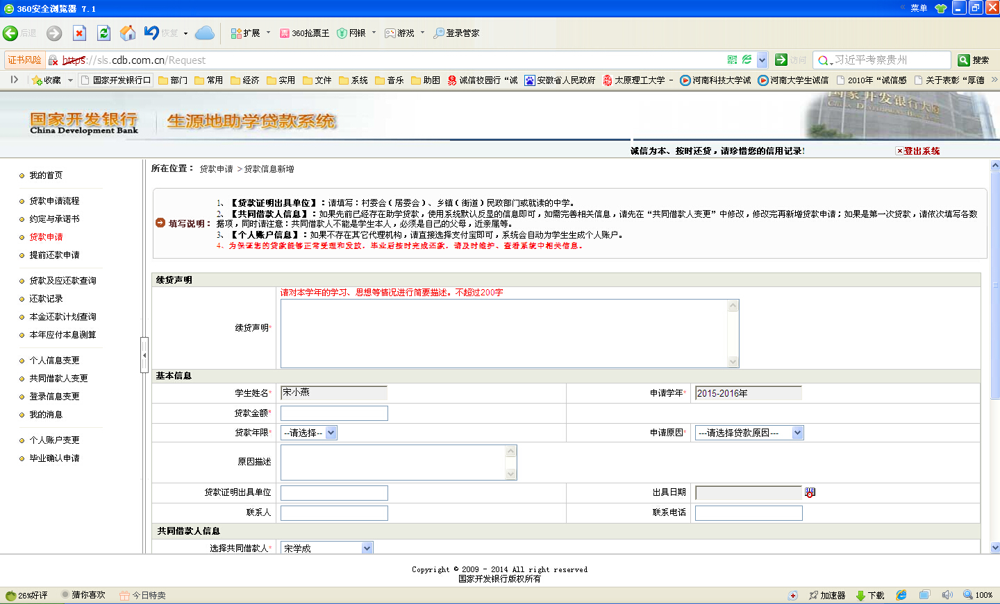 360安全浏览器 7.1
« 菜单
后退 恢复 扩展 360抢票王 网银 游戏 登录管家
证书风险 https://sls.cdb.com.cn/Request 访问 习近平考察贵州 搜索
收藏 国家开发银行口 部门 常用 经济 实用 文件 系统 音乐 助困 诚信校园行 “诚 安徽省人民政府 太原理工大学 - 河南科技大学诚 河南大学生诚信 2010年 “诚信感 关于表彰 “厚德 »
国家开发银行 生源地助学贷款系统 国家开发银行大厦
China Development Bank
诚信为本、按时还贷，请珍惜您的信用记录!
登出系统
我的首页
贷款申请流程
约定与承诺书
贷款申请
提前还款申请
贷款及应还款查询
还款记录
本金还款计划查询
本年应付本息测算
个人信息变更
共同借款人变更
登录信息变更
我的消息
个人账户变更
毕业确认申请
所在位置： 贷款申请 >贷款信息新增
填写说明：
1、【贷款证明出具单位】：请填写：村委会（居委会）、乡镇（街道）民政部门或就读的中学。
2、【共同借款人信息】：如果先前已经存在助学贷款，使用系统默认反显的信息即可，如需完善相关信息，请先在“共同借款人变更”中修改，修改完再新增贷款申请；如果是第一次贷款，请依次填写各数
据项，同时请注意：共同借款人不能是学生本人，必须是自己的父母，近亲属等。
3、【个人账户信息】：如果不存在其它代理机构，请直接选择支付宝即可，系统会自动为学生生成个人账户。
4、为保证您的贷款能够正常受理和发放，毕业后按时完成还款，请及时维护、查看系统中相关信息。
续贷声明
请对本学年的学习、思想等情况进行简要描述。不超过200字
续贷声明*
基本信息
学生姓名* 宋小燕 申请学年* 2015-2016年
贷款金额*
贷款年限* --请选择-- 申请原因* ---请选择贷款原因---
原因描述
贷款证明出具单位 出具日期
联系人 联系电话
共同借款人信息
选择共同借款人* 宋学成
Copyright © 2009 - 2014 All right reserved
国家开发银行版权所有
26%好评 猜你喜欢 今日特卖 加速器 下载 100%